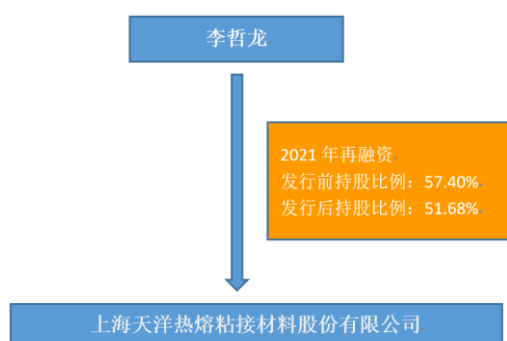 李哲龙
2021 年再融资
发行前持股比例：57.40%
发行后持股比例：51.68%
上海天洋热熔粘接材料股份有限公司